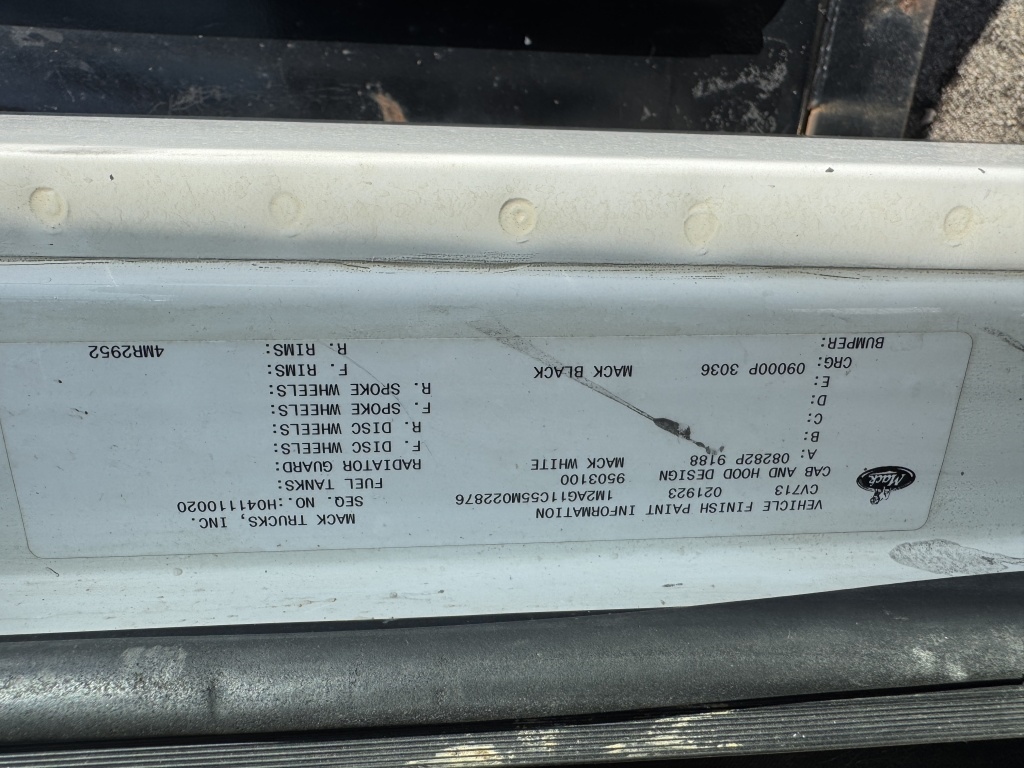 Mack
VEHICLE FINISH PAINT INFORMATION MACK TRUCKS, INC.
CV713 021923 1M2AG11C55M022876 SEQ. NO.:H041110020
CAB AND HOOD DESIGN 9503100 FUEL TANKS:
A: 08282P 9188 MACK WHITE RADIATOR GUARD:
B: F. DISC WHEELS:
C: R. DISC WHEELS:
D: F. SPOKE WHEELS:
E: R. SPOKE WHEELS:
CRG: 09000P 3036 MACK BLACK F. RIMS:
BUMPER: R. RIMS: 4MR2952